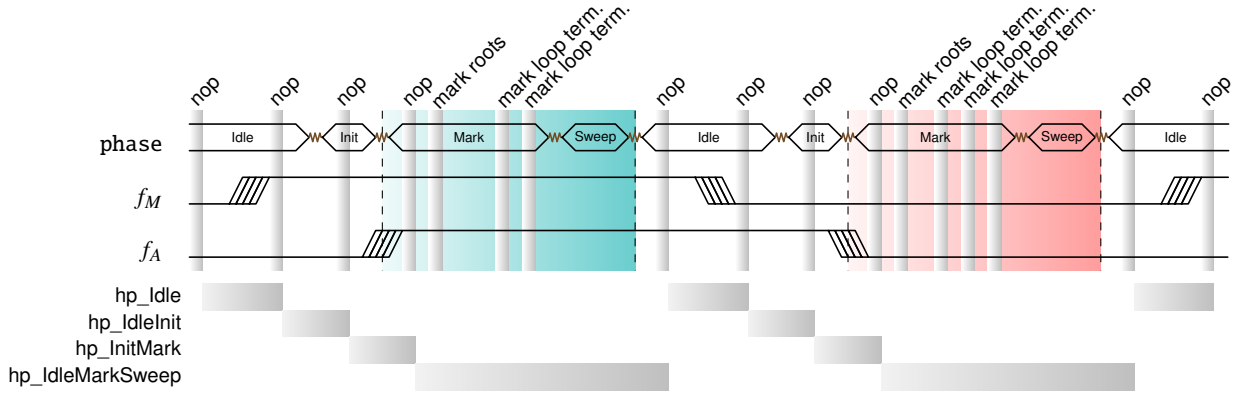 nop
nop
nop
nop
mark roots
mark loop term.
mark loop term.
nop
nop
nop
nop
mark roots
mark loop term.
mark loop term.
mark loop term.
nop
nop
phase
Idle
Init
Mark
Sweep
Idle
Init
Mark
Sweep
Idle
fM
fA
hp_Idle
hp_IdleInit
hp_InitMark
hp_IdleMarkSweep